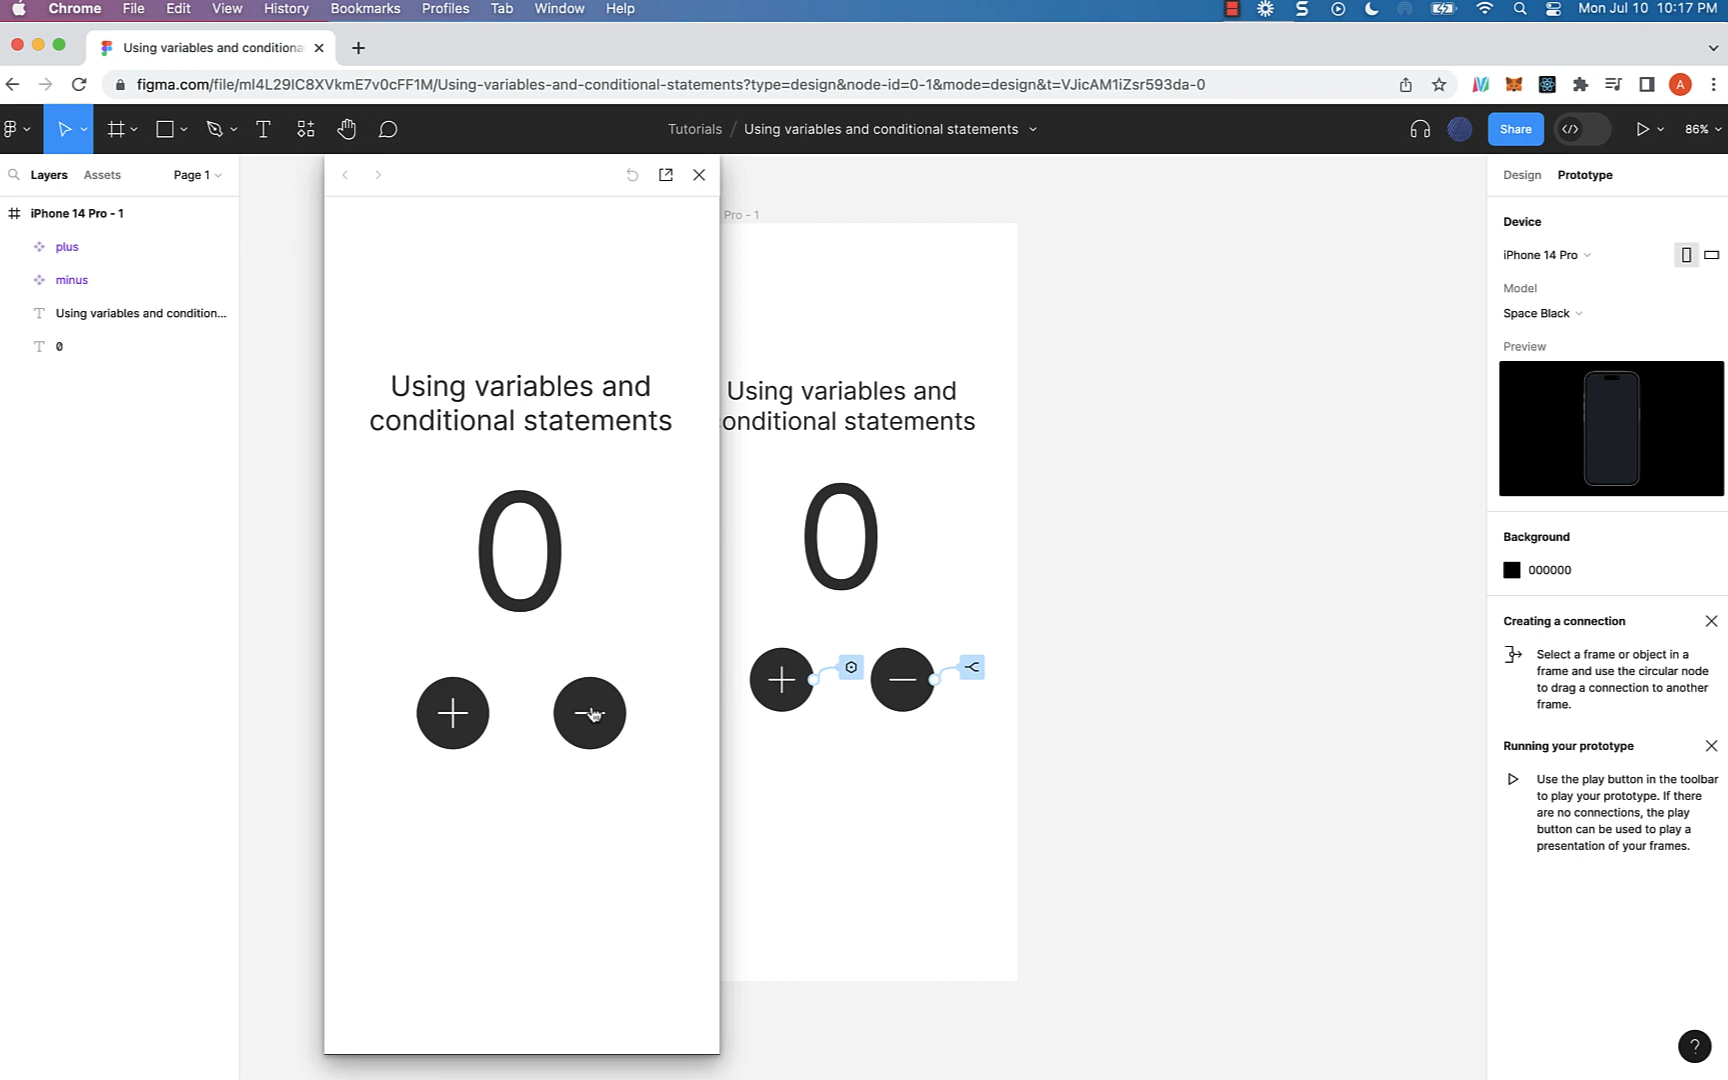 Chrome File Edit View History Bookmarks Profiles Tab Window Help
Mon Jul 10 10:17 PM
Using variables and conditiona
figma.com/file/ml4L29IC8XVkmE7v0cFF1M/Using-variables-and-conditional-statements?type=design&node-id=0-1&mode=design&t=VJicAM1iZsr593da-0
A
Tutorials / Using variables and conditional statements
Share
86%
Layers Assets Page 1
iPhone 14 Pro - 1
plus
minus
Using variables and condition...
0
Using variables and
conditional statements
0
Pro - 1
Using variables and
onditional statements
0
Design Prototype
Device
iPhone 14 Pro
Model
Space Black
Preview
Background
000000
Creating a connection
Select a frame or object in a
frame and use the circular node
to drag a connection to another
frame.
Running your prototype
Use the play button in the toolbar
to play your prototype. If there
are no connections, the play
button can be used to play a
presentation of your frames.
?